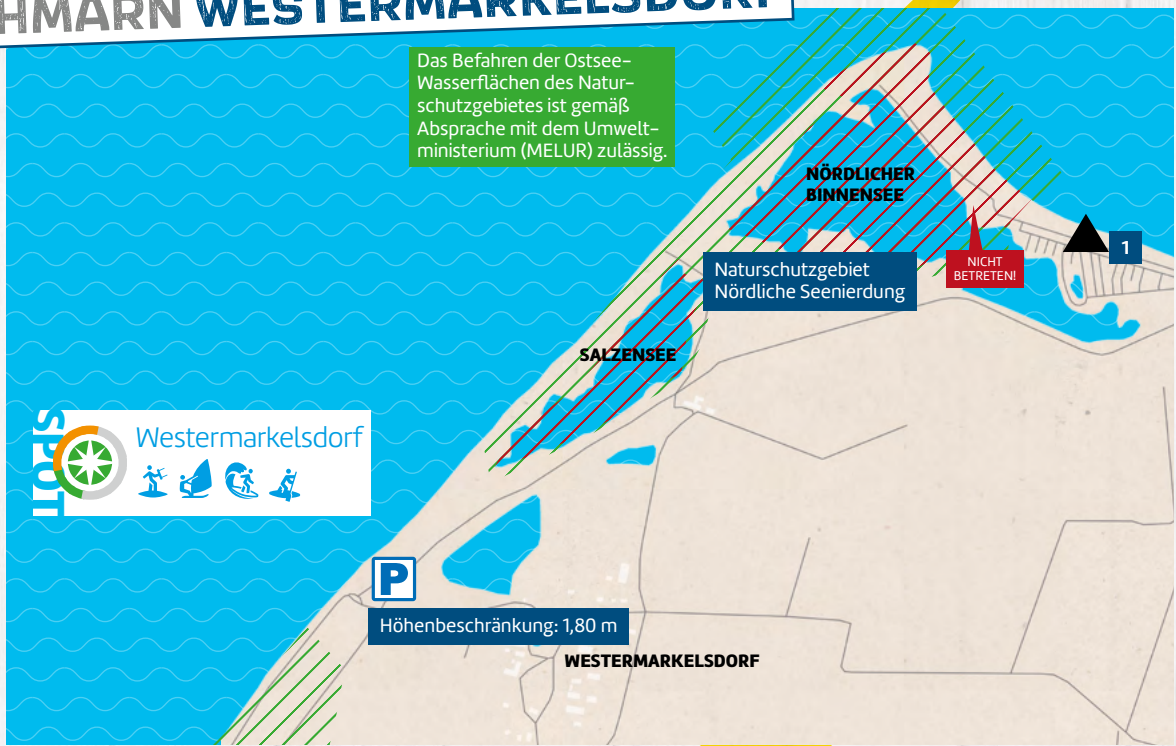 HMARN WESTERMARKELSDORF
Das Befahren der Ostsee-
Wasserflächen des Natur-
schutzgebietes ist gemäß
Absprache mit dem Umwelt-
ministerium (MELUR) zulässig.
NÖRDLICHER
BINNENSEE
1
NICHT
BETRETEN!
Naturschutzgebiet
Nördliche Seenierdung
SALZENSEE
SPOT
Westermarkelsdorf
P
Höhenbeschränkung: 1,80 m
WESTERMARKELSDORF